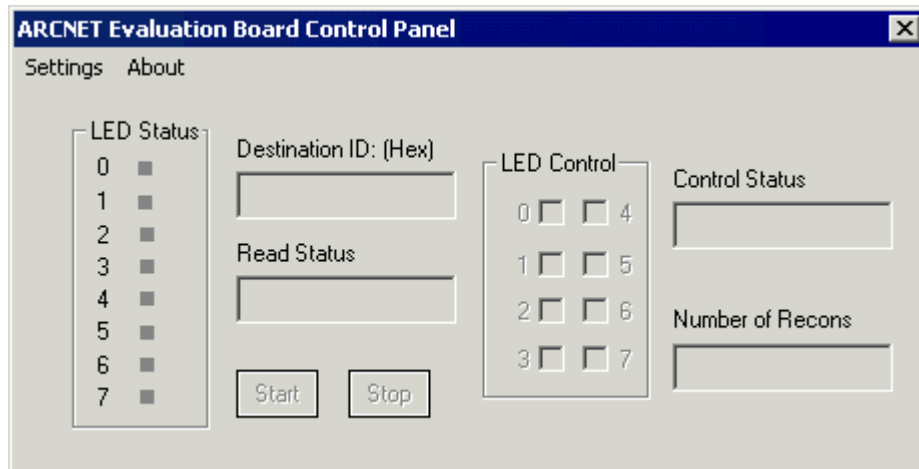 ARCNET Evaluation Board Control Panel
Settings About
LED Status
0
1
2
3
4
5
6
7
Destination ID: (Hex)
Read Status
Start Stop
LED Control
0 4
1 5
2 6
3 7
Control Status
Number of Recons